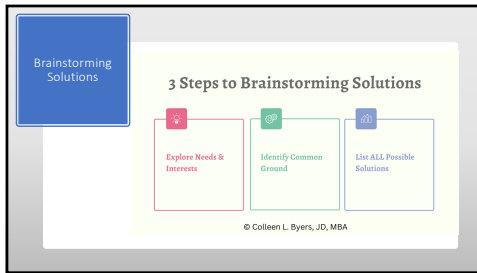 Brainstorming
Solutions
3 Steps to Brainstorming Solutions
Explore Needs &
Interests
Identify Common
Ground
List ALL Possible
Solutions
© Colleen L. Byers, JD, MBA